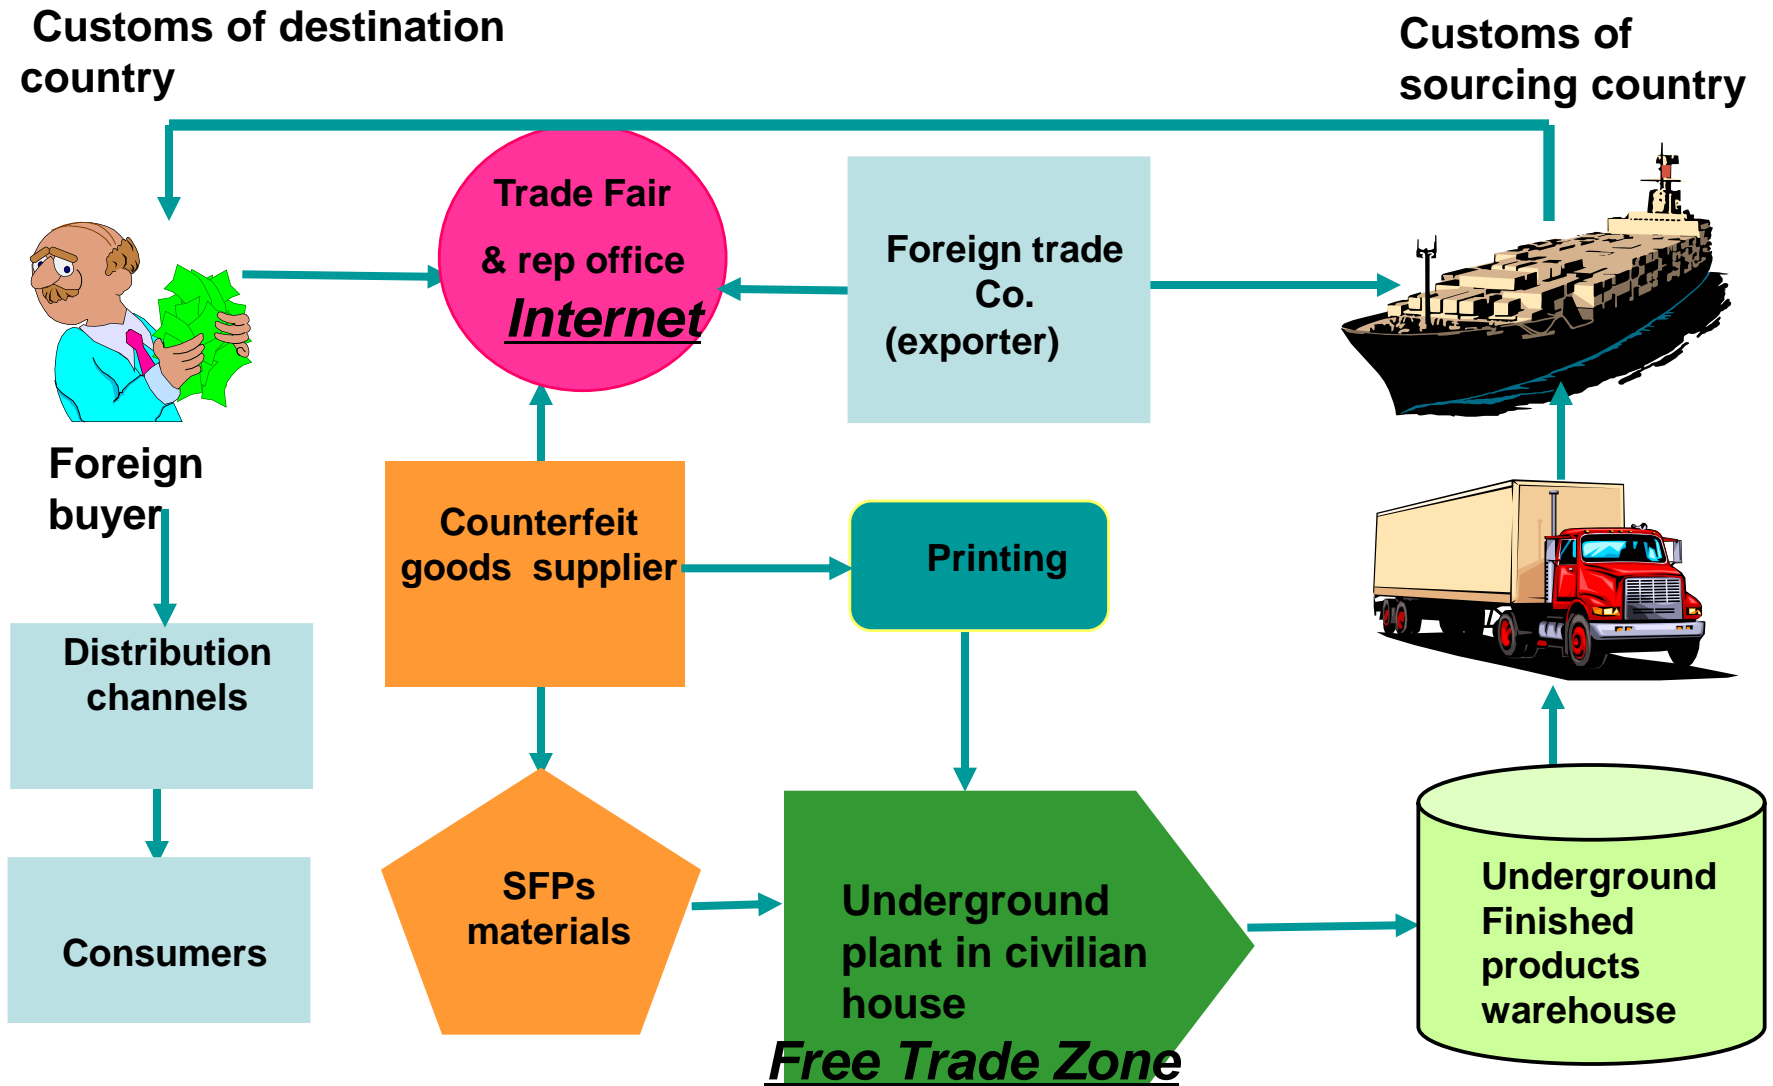 Customs of destination
country
Customs of
sourcing country
Trade Fair
& rep office
Internet
Foreign trade
Co.
(exporter)
Foreign
buyer
Counterfeit
goods supplier
Printing
Distribution
channels
SFPs
materials
Underground
plant in civilian
house
Free Trade Zone
Underground
Finished
products
warehouse
Consumers